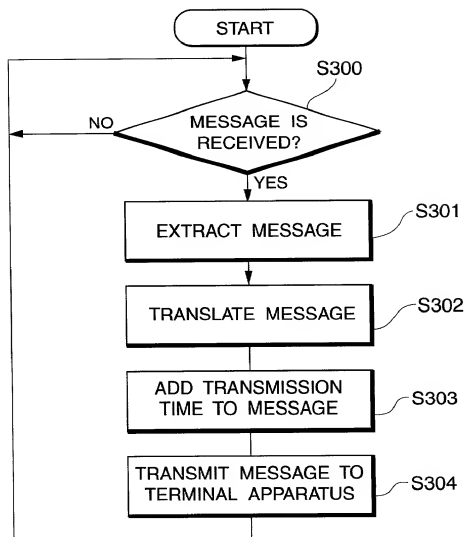 START
S300
MESSAGE IS
RECEIVED?
NO
YES
EXTRACT MESSAGE
S301
TRANSLATE MESSAGE
S302
ADD TRANSMISSION
TIME TO MESSAGE
S303
TRANSMIT MESSAGE TO
TERMINAL APPARATUS
S304